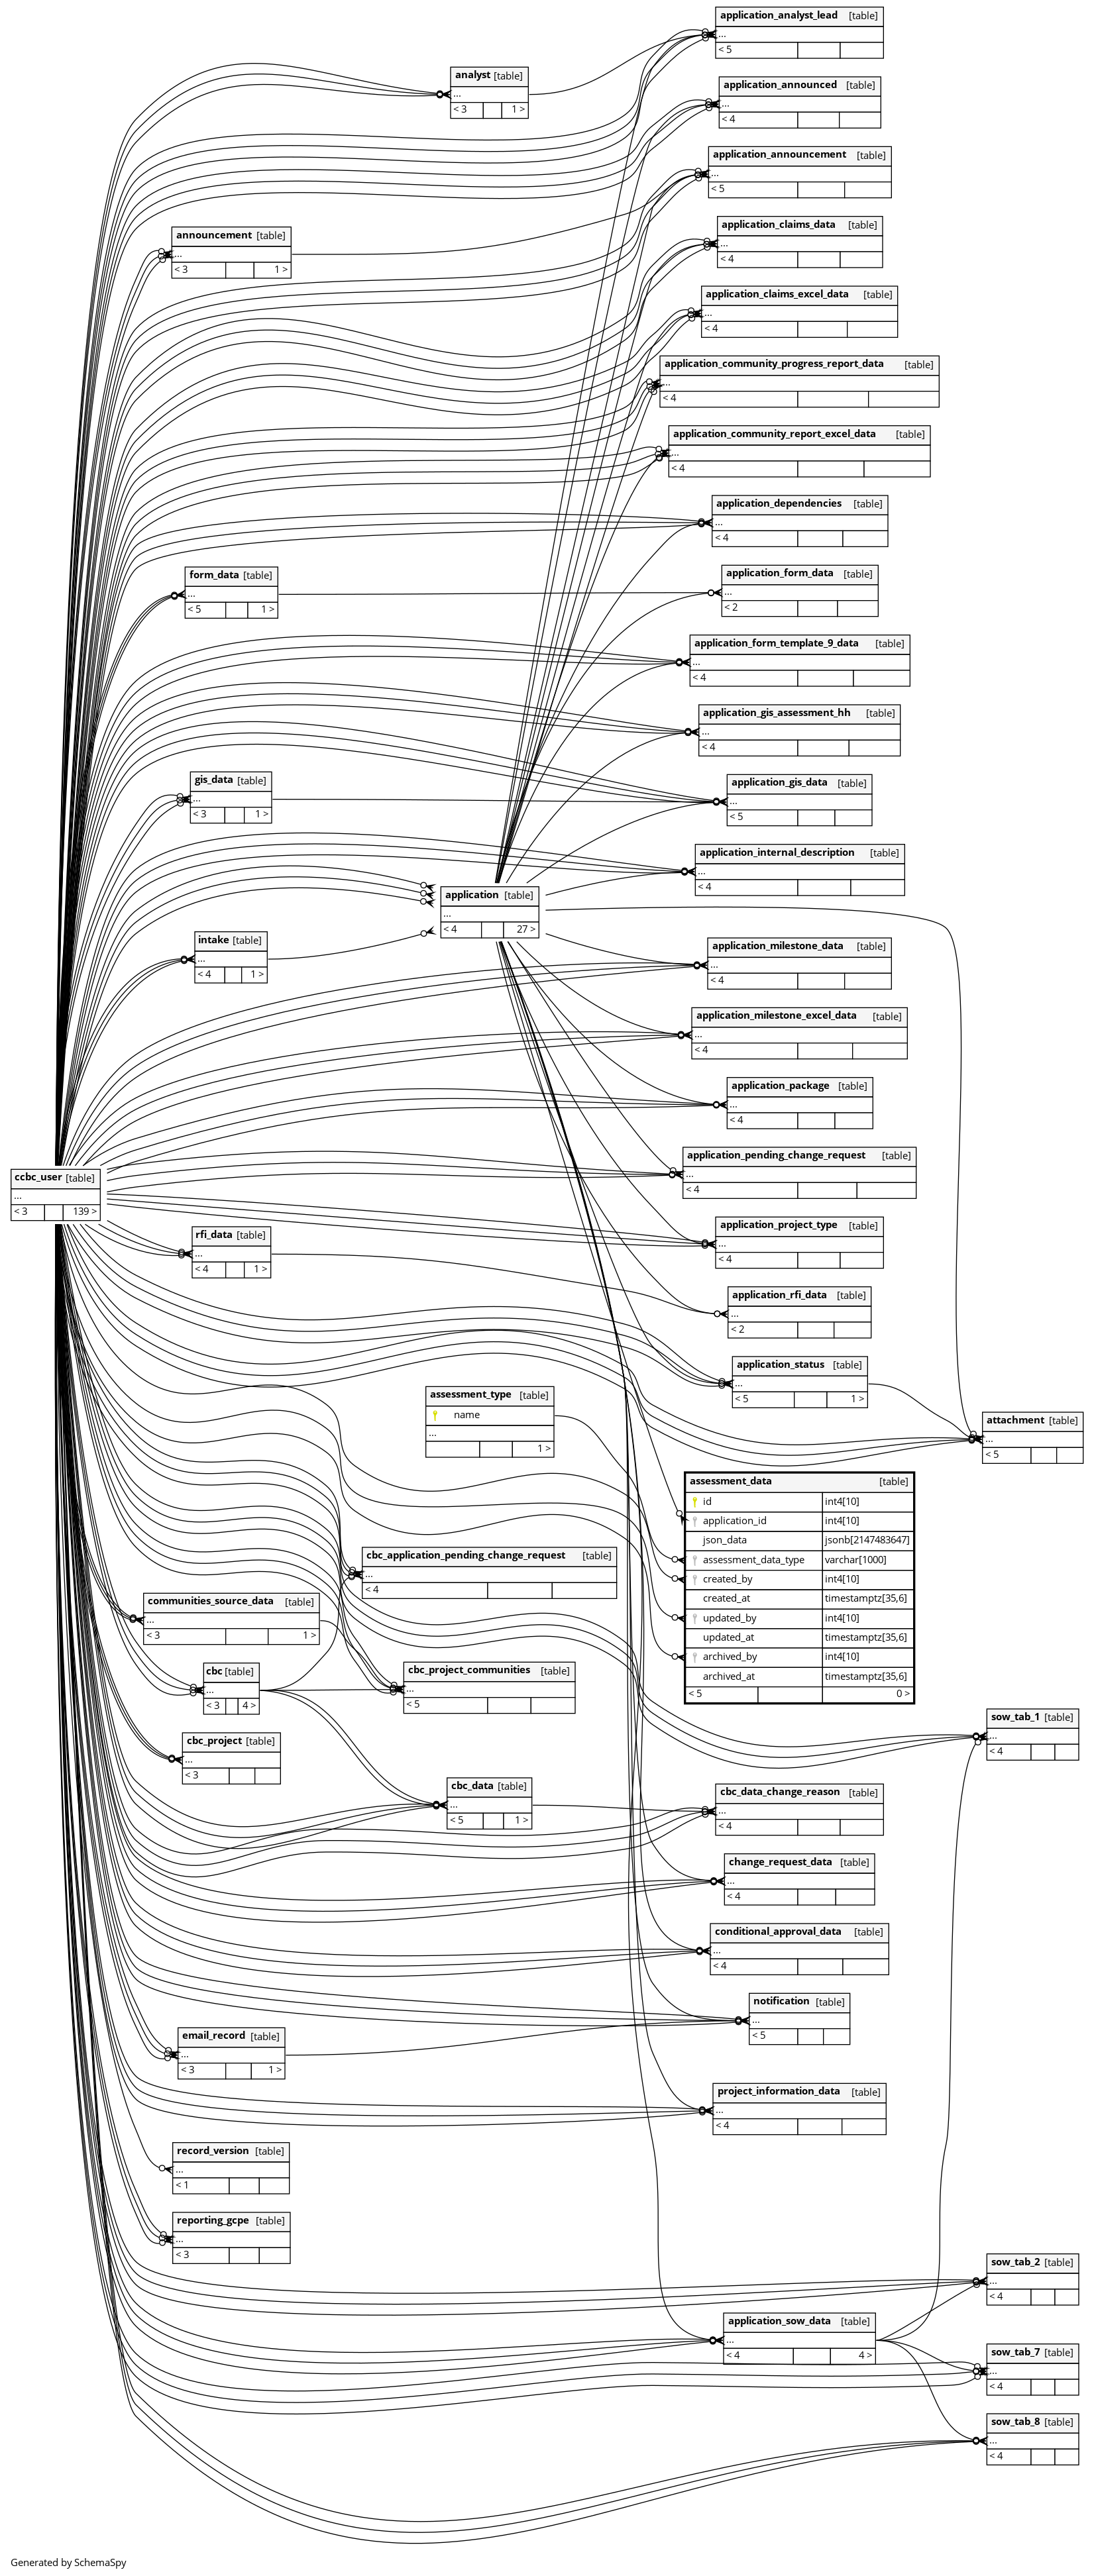 application_analyst_lead [table]
...
< 5
analyst [table]
...
< 3 1 >
application_announced [table]
...
< 4
application_announcement [table]
...
< 5
announcement [table]
...
< 3 1 >
application_claims_data [table]
...
< 4
application_claims_excel_data [table]
...
< 4
application_community_progress_report_data [table]
...
< 4
application_community_report_excel_data [table]
...
< 4
application_dependencies [table]
...
< 4
form_data [table]
...
< 5 1 >
application_form_data [table]
...
< 2
application_form_template_9_data [table]
...
< 4
application_gis_assessment_hh [table]
...
< 4
gis_data [table]
...
< 3 1 >
application_gis_data [table]
...
< 5
application_internal_description [table]
...
< 4
application [table]
...
< 4 27 >
intake [table]
...
< 4 1 >
application_milestone_data [table]
...
< 4
application_milestone_excel_data [table]
...
< 4
application_package [table]
...
< 4
application_pending_change_request [table]
...
< 4
ccbc_user [table]
...
< 3 139 >
application_project_type [table]
...
< 4
rfi_data [table]
...
< 4 1 >
application_rfi_data [table]
...
< 2
application_status [table]
...
< 5 1 >
assessment_type [table]
name
...
1 >
attachment [table]
...
< 5
assessment_data [table]
id int4[10]
application_id int4[10]
json_data jsonb[2147483647]
assessment_data_type varchar[1000]
created_by int4[10]
created_at timestamptz[35,6]
updated_by int4[10]
updated_at timestamptz[35,6]
archived_by int4[10]
archived_at timestamptz[35,6]
< 5 0 >
cbc_application_pending_change_request [table]
...
< 4
communities_source_data [table]
...
< 3 1 >
cbc [table]
...
< 3 4 >
cbc_project_communities [table]
...
< 5
sow_tab_1 [table]
...
< 4
cbc_project [table]
...
< 3
cbc_data [table]
...
< 5 1 >
cbc_data_change_reason [table]
...
< 4
change_request_data [table]
...
< 4
conditional_approval_data [table]
...
< 4
notification [table]
...
< 5
email_record [table]
...
< 3 1 >
project_information_data [table]
...
< 4
record_version [table]
...
< 1
reporting_gcpe [table]
...
< 3
sow_tab_2 [table]
...
< 4
application_sow_data [table]
...
< 4 4 >
sow_tab_7 [table]
...
< 4
sow_tab_8 [table]
...
< 4
Generated by SchemaSpy